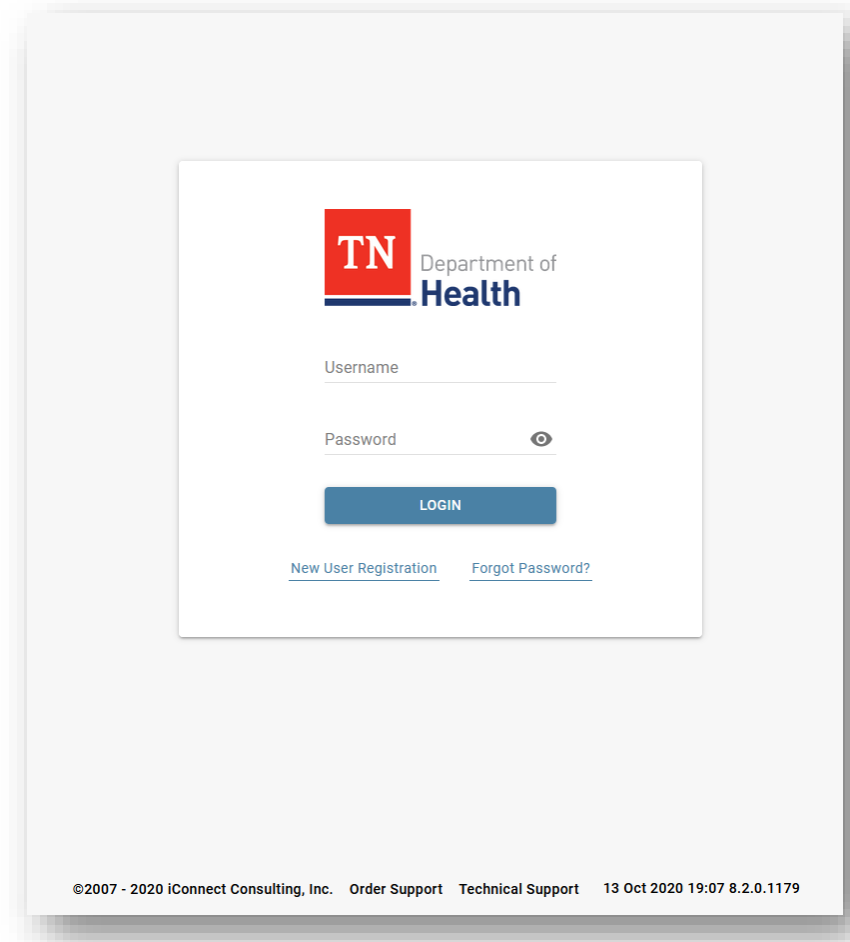 TN
Department of
Health
Username
Password
LOGIN
New User Registration Forgot Password?
©2007 - 2020 iConnect Consulting, Inc. Order Support Technical Support 13 Oct 2020 19:07 8.2.0.1179